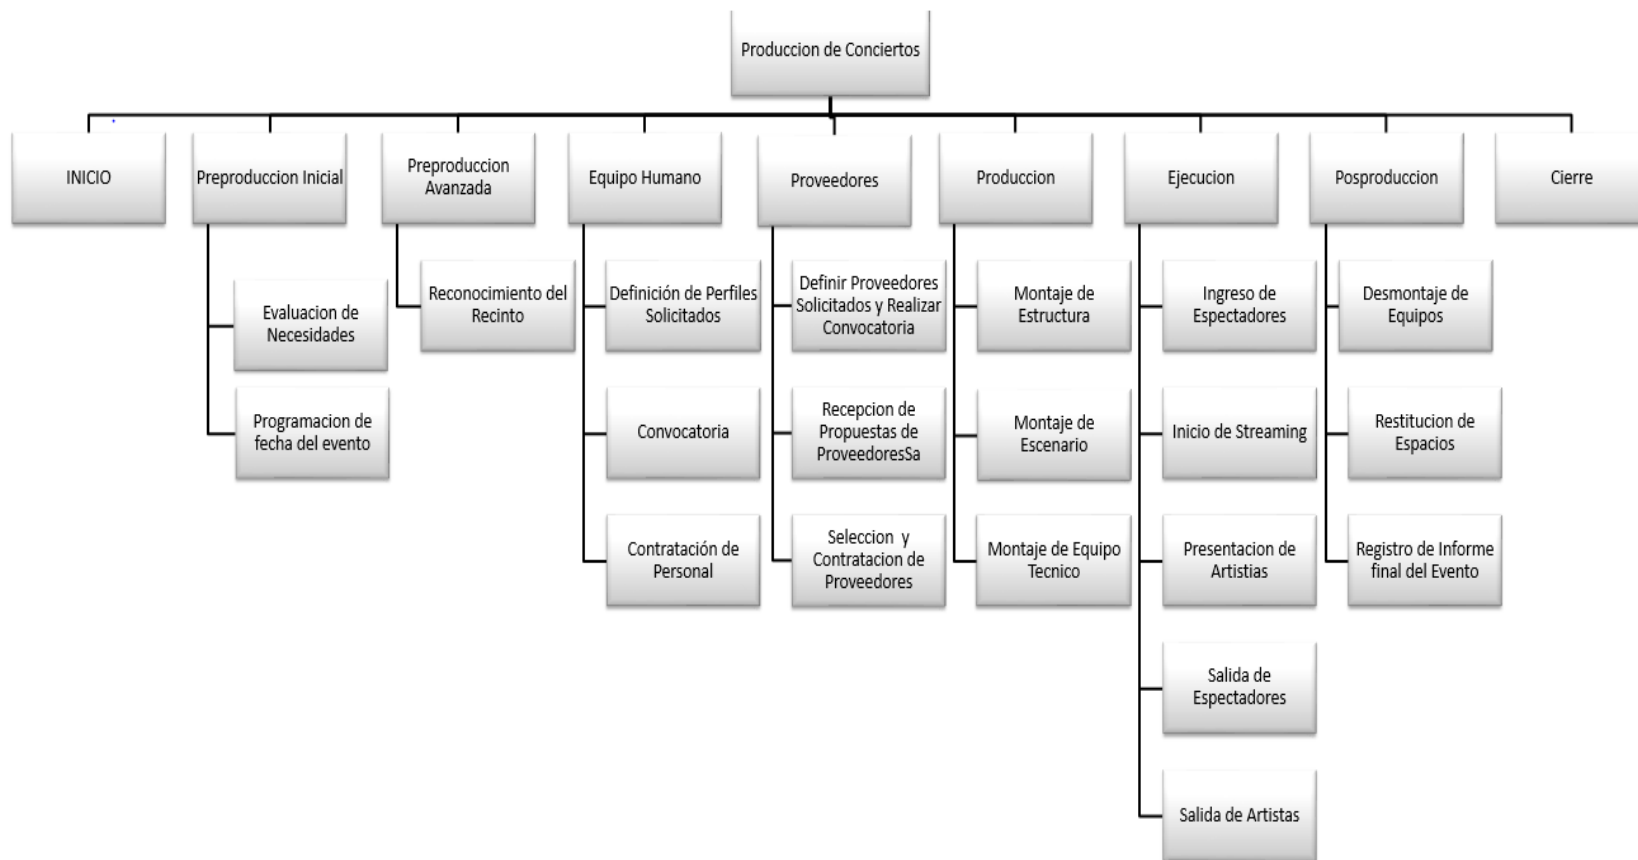 Produccion de Conciertos
INICIO
Preproduccion Inicial
Preproduccion
Avanzada
Equipo Humano
Proveedores
Produccion
Ejecucion
Posproduccion
Cierre
Evaluacion de
Necesidades
Programacion de
fecha del evento
Reconocimiento del
Recinto
Definición de Perfiles
Solicitados
Convocatoria
Contratación de
Personal
Definir Proveedores
Solicitados y Realizar
Convocatoria
Recepcion de
Propuestas de
ProveedoresSa
Seleccion y
Contratacion de
Proveedores
Montaje de
Estructura
Montaje de
Escenario
Montaje de Equipo
Tecnico
Ingreso de
Espectadores
Inicio de Streaming
Presentacion de
Artistias
Salida de
Espectadores
Salida de Artistas
Desmontaje de
Equipos
Restitucion de
Espacios
Registro de Informe
final del Evento